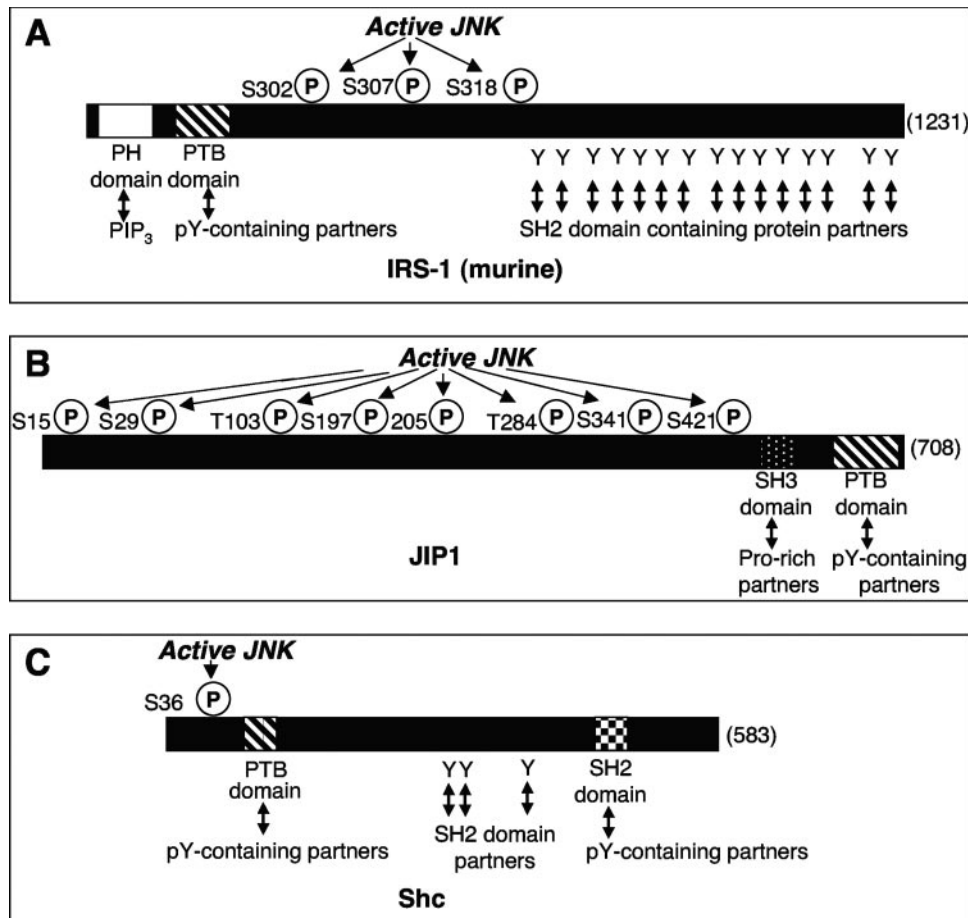 A
Active JNK
S302 P S307 P S318 P
(1231)
PH domain
PTB domain
Y Y Y Y Y Y Y Y Y Y Y Y Y Y Y
PIP3
pY-containing partners
SH2 domain containing protein partners
IRS-1 (murine)
B
Active JNK
S15 P S29 P T103 P S197 P 205 P T284 P S341 P S421 P
(708)
SH3 domain
PTB domain
Pro-rich partners
pY-containing partners
JIP1
C
Active JNK
S36 P
(583)
PTB domain
YY Y
SH2 domain
pY-containing partners
SH2 domain partners
pY-containing partners
Shc